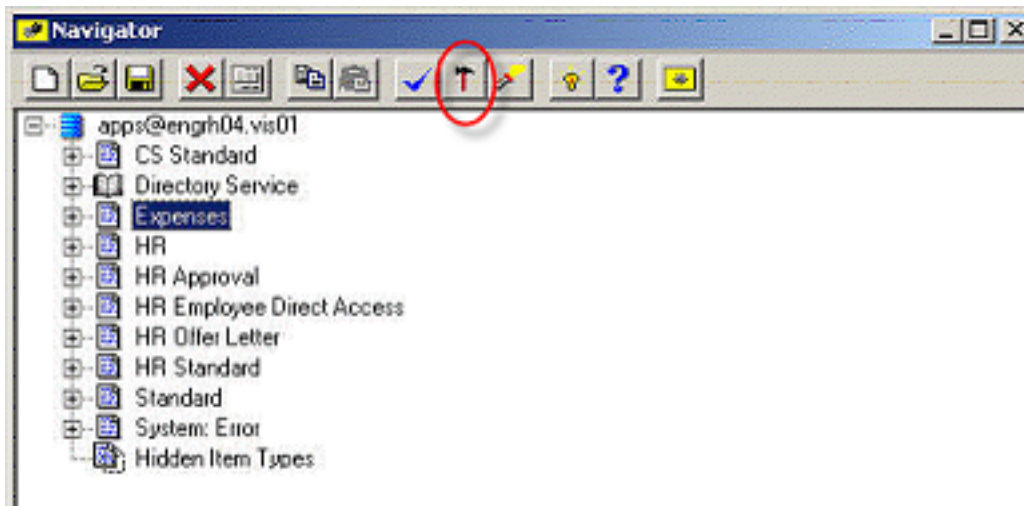 Navigator
apps@engrh04.vis01
CS Standard
Directory Service
Expenses
HR
HR Approval
HR Employee Direct Access
HR Offer Letter
HR Standard
Standard
System: Error
Hidden Item Types